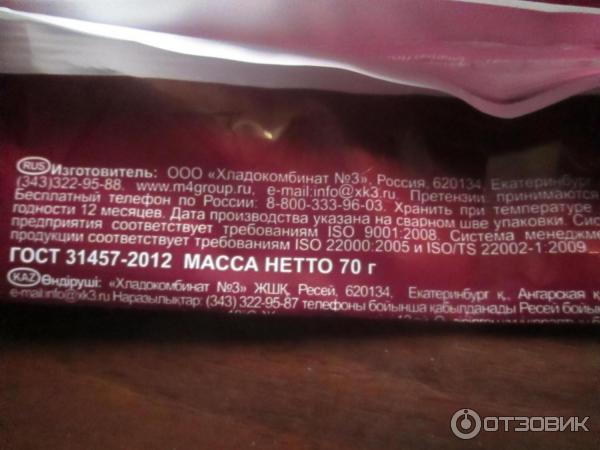 RUS Изготовитель: ООО «Хладокомбинат №3», Россия, 620134, Екатеринбург
(343)322-95-88, www.m4group.ru, e-mail:info@xk3.ru. Претензии принимаются
Бесплатный телефон по России: 8-800-333-96-03. Хранить при температуре
годности 12 месяцев. Дата производства указана на сварном шве упаковки. Сис
предприятия соответствует требованиям ISO 9001:2008. Система менеджме
продукции соответствует требованиям ISO 22000:2005 и ISO/TS 22002-1:2009.
ГОСТ 31457-2012 МАССА НЕТТО 70 г
KAZ Өндіруші: «Хладокомбинат №3» ЖШҚ, Ресей, 620134, Екатеринбург қ., Ангарская к
e-mail:info@xk3.ru Наразылықтар: (343) 322-95-87 телефоны бойынша қабылданады Ресей бойы
ОТЗОВИК